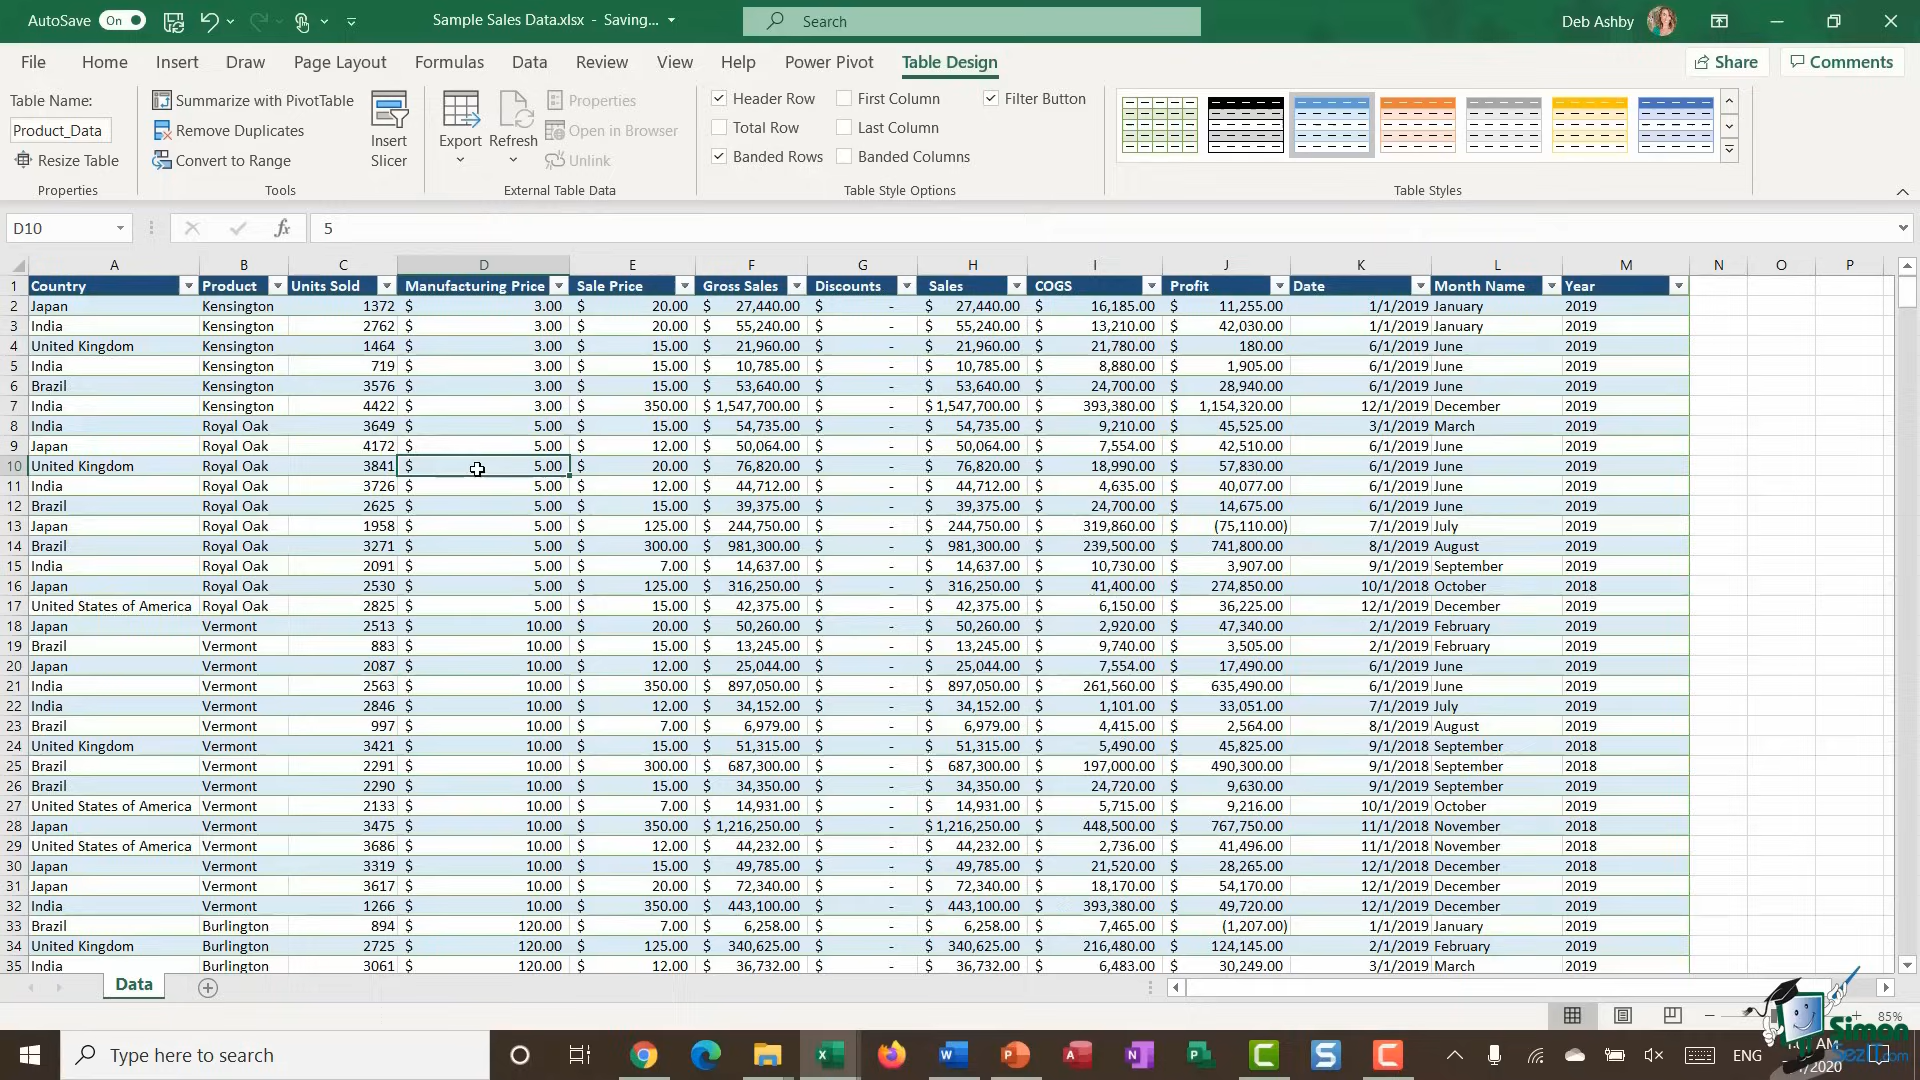 AutoSave On Sample Sales Data.xlsx - Saving... Search Deb Ashby
File Home Insert Draw Page Layout Formulas Data Review View Help Power Pivot Table Design Share Comments
Table Name:
Product_Data
Resize Table
Properties
Summarize with PivotTable
Remove Duplicates
Convert to Range
Insert
Slicer
Tools
Export
Refresh
Properties
Open in Browser
Unlink
External Table Data
Header Row First Column Filter Button
Total Row Last Column
Banded Rows Banded Columns
Table Style Options
Table Styles
D10 fx 5
A B C D E F G H I J K L M N O P
1 Country Product Units Sold Manufacturing Price Sale Price Gross Sales Discounts Sales COGS Profit Date Month Name Year
2 Japan Kensington 1372 $ 3.00 $ 20.00 $ 27,440.00 $ - $ 27,440.00 $ 16,185.00 $ 11,255.00 1/1/2019 January 2019
3 India Kensington 2762 $ 3.00 $ 20.00 $ 55,240.00 $ - $ 55,240.00 $ 13,210.00 $ 42,030.00 1/1/2019 January 2019
4 United Kingdom Kensington 1464 $ 3.00 $ 15.00 $ 21,960.00 $ - $ 21,960.00 $ 21,780.00 $ 180.00 6/1/2019 June 2019
5 India Kensington 719 $ 3.00 $ 15.00 $ 10,785.00 $ - $ 10,785.00 $ 8,880.00 $ 1,905.00 6/1/2019 June 2019
6 Brazil Kensington 3576 $ 3.00 $ 15.00 $ 53,640.00 $ - $ 53,640.00 $ 24,700.00 $ 28,940.00 6/1/2019 June 2019
7 India Kensington 4422 $ 3.00 $ 350.00 $ 1,547,700.00 $ - $ 1,547,700.00 $ 393,380.00 $ 1,154,320.00 12/1/2019 December 2019
8 India Royal Oak 3649 $ 5.00 $ 15.00 $ 54,735.00 $ - $ 54,735.00 $ 9,210.00 $ 45,525.00 3/1/2019 March 2019
9 Japan Royal Oak 4172 $ 5.00 $ 12.00 $ 50,064.00 $ - $ 50,064.00 $ 7,554.00 $ 42,510.00 6/1/2019 June 2019
10 United Kingdom Royal Oak 3841 $ 5.00 $ 20.00 $ 76,820.00 $ - $ 76,820.00 $ 18,990.00 $ 57,830.00 6/1/2019 June 2019
11 India Royal Oak 3726 $ 5.00 $ 12.00 $ 44,712.00 $ - $ 44,712.00 $ 4,635.00 $ 40,077.00 6/1/2019 June 2019
12 Brazil Royal Oak 2625 $ 5.00 $ 15.00 $ 39,375.00 $ - $ 39,375.00 $ 24,700.00 $ 14,675.00 6/1/2019 June 2019
13 Japan Royal Oak 1958 $ 5.00 $ 125.00 $ 244,750.00 $ - $ 244,750.00 $ 319,860.00 $ (75,110.00) 7/1/2019 July 2019
14 Brazil Royal Oak 3271 $ 5.00 $ 300.00 $ 981,300.00 $ - $ 981,300.00 $ 239,500.00 $ 741,800.00 8/1/2019 August 2019
15 India Royal Oak 2091 $ 5.00 $ 7.00 $ 14,637.00 $ - $ 14,637.00 $ 10,730.00 $ 3,907.00 9/1/2019 September 2019
16 Japan Royal Oak 2530 $ 5.00 $ 125.00 $ 316,250.00 $ - $ 316,250.00 $ 41,400.00 $ 274,850.00 10/1/2018 October 2018
17 United States of America Royal Oak 2825 $ 5.00 $ 15.00 $ 42,375.00 $ - $ 42,375.00 $ 6,150.00 $ 36,225.00 12/1/2019 December 2019
18 Japan Vermont 2513 $ 10.00 $ 20.00 $ 50,260.00 $ - $ 50,260.00 $ 2,920.00 $ 47,340.00 2/1/2019 February 2019
19 Brazil Vermont 883 $ 10.00 $ 15.00 $ 13,245.00 $ - $ 13,245.00 $ 9,740.00 $ 3,505.00 2/1/2019 February 2019
20 Japan Vermont 2087 $ 10.00 $ 12.00 $ 25,044.00 $ - $ 25,044.00 $ 7,554.00 $ 17,490.00 6/1/2019 June 2019
21 India Vermont 2563 $ 10.00 $ 350.00 $ 897,050.00 $ - $ 897,050.00 $ 261,560.00 $ 635,490.00 6/1/2019 June 2019
22 India Vermont 2846 $ 10.00 $ 12.00 $ 34,152.00 $ - $ 34,152.00 $ 1,101.00 $ 33,051.00 7/1/2019 July 2019
23 Brazil Vermont 997 $ 10.00 $ 7.00 $ 6,979.00 $ - $ 6,979.00 $ 4,415.00 $ 2,564.00 8/1/2019 August 2019
24 United Kingdom Vermont 3421 $ 10.00 $ 15.00 $ 51,315.00 $ - $ 51,315.00 $ 5,490.00 $ 45,825.00 9/1/2018 September 2018
25 Brazil Vermont 2291 $ 10.00 $ 300.00 $ 687,300.00 $ - $ 687,300.00 $ 197,000.00 $ 490,300.00 9/1/2018 September 2018
26 Brazil Vermont 2290 $ 10.00 $ 15.00 $ 34,350.00 $ - $ 34,350.00 $ 24,720.00 $ 9,630.00 9/1/2019 September 2019
27 United States of America Vermont 2133 $ 10.00 $ 7.00 $ 14,931.00 $ - $ 14,931.00 $ 5,715.00 $ 9,216.00 10/1/2019 October 2019
28 Japan Vermont 3475 $ 10.00 $ 350.00 $ 1,216,250.00 $ - $ 1,216,250.00 $ 448,500.00 $ 767,750.00 11/1/2018 November 2018
29 United States of America Vermont 3686 $ 10.00 $ 12.00 $ 44,232.00 $ - $ 44,232.00 $ 2,736.00 $ 41,496.00 11/1/2018 November 2018
30 Japan Vermont 3319 $ 10.00 $ 15.00 $ 49,785.00 $ - $ 49,785.00 $ 21,520.00 $ 28,265.00 12/1/2018 December 2018
31 Japan Vermont 3617 $ 10.00 $ 20.00 $ 72,340.00 $ - $ 72,340.00 $ 18,170.00 $ 54,170.00 12/1/2019 December 2019
32 India Vermont 1266 $ 10.00 $ 350.00 $ 443,100.00 $ - $ 443,100.00 $ 393,380.00 $ 49,720.00 12/1/2019 December 2019
33 Brazil Burlington 894 $ 120.00 $ 7.00 $ 6,258.00 $ - $ 6,258.00 $ 7,465.00 $ (1,207.00) 1/1/2019 January 2019
34 United Kingdom Burlington 2725 $ 120.00 $ 125.00 $ 340,625.00 $ - $ 340,625.00 $ 216,480.00 $ 124,145.00 2/1/2019 February 2019
35 India Burlington 3061 $ 120.00 $ 12.00 $ 36,732.00 $ - $ 36,732.00 $ 6,483.00 $ 30,249.00 3/1/2019 March 2019
Data
85%
Type here to search ENG AM
/2020
Simon
SezIT.com